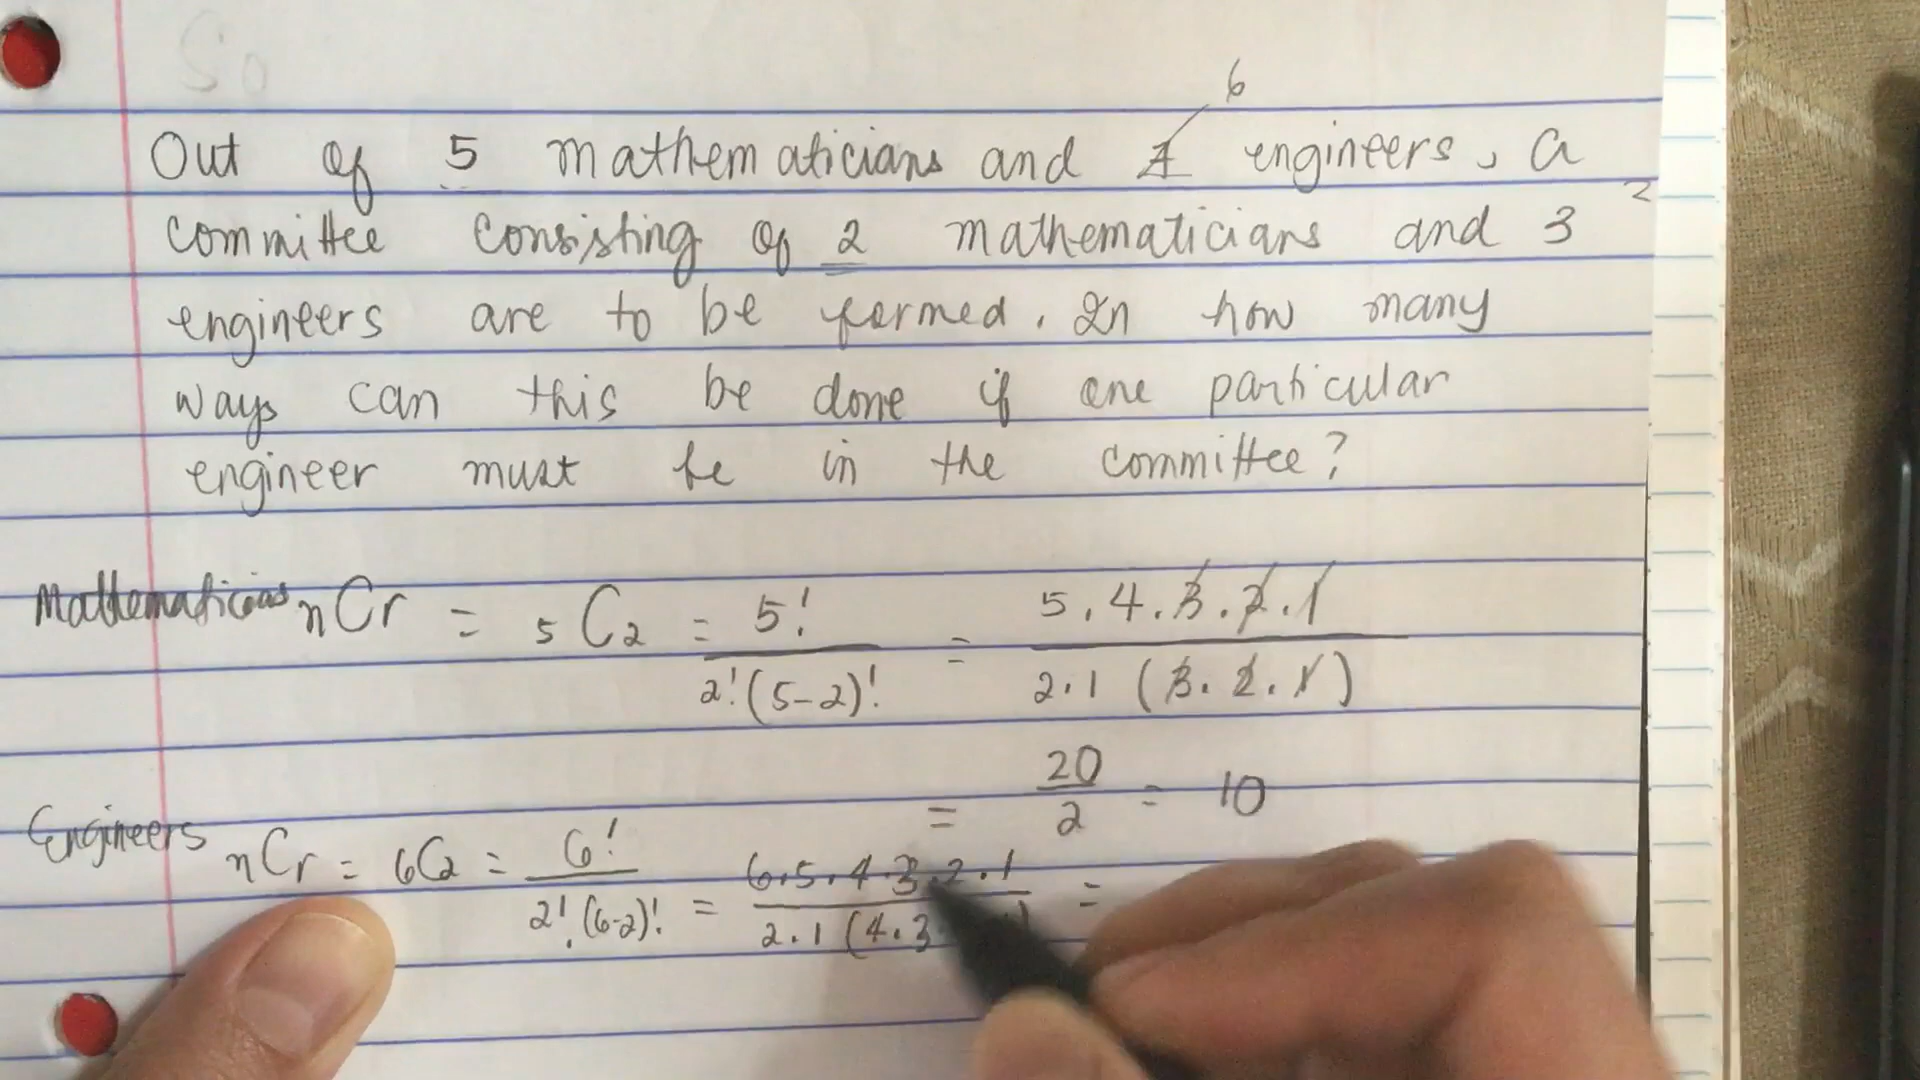 6
Out of 5 mathematicians and 7 engineers, a
committee consisting of 2 mathematicians and 3 2
engineers are to be formed. In how many
ways can this be done if one particular
engineer must be in the committee?
Mathematicians nCr = 5C2 = 5! / 2!(5-2)! = 5.4.3.2.1 / 2.1 (3.2.1)
= 20/2 = 10
Engineers nCr = 6C2 = 6! / 2!(6-2)! = 6.5.4.3.2.1 / 2.1 (4.3 =